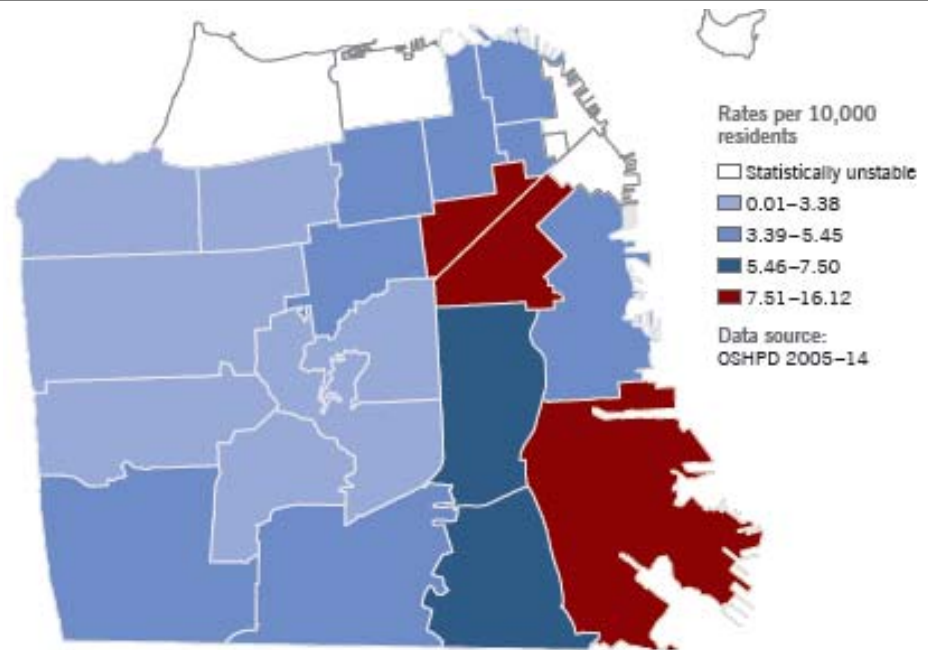 Rates per 10,000
residents
Statistically unstable
0.01–3.38
3.39–5.45
5.46–7.50
7.51–16.12
Data source:
OSHPD 2005–14